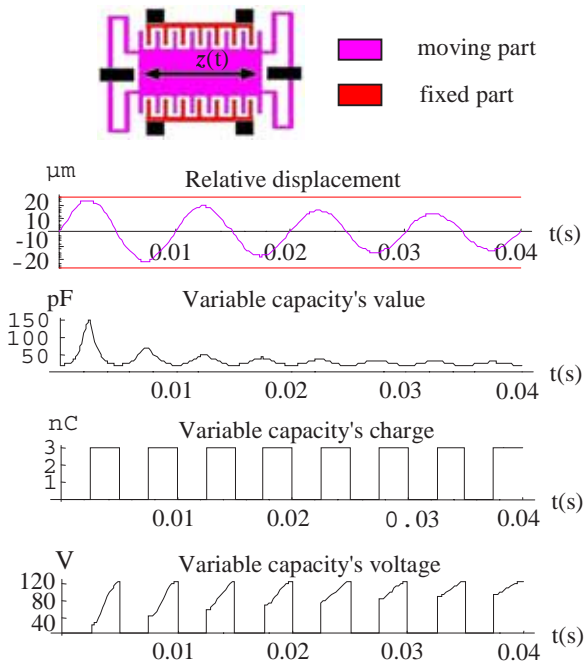 z(t)
moving part
fixed part
µm
Relative displacement
20
10
-10
-20
0.01
0.02
0.03
0.04
t(s)
pF
Variable capacity's value
150
100
50
0.01
0.02
0.03
0.04
t(s)
nC
Variable capacity's charge
3
2
1
0.01
0.02
0.03
0.04
t(s)
V
Variable capacity's voltage
120
80
40
0.01
0.02
0.03
0.04
t(s)